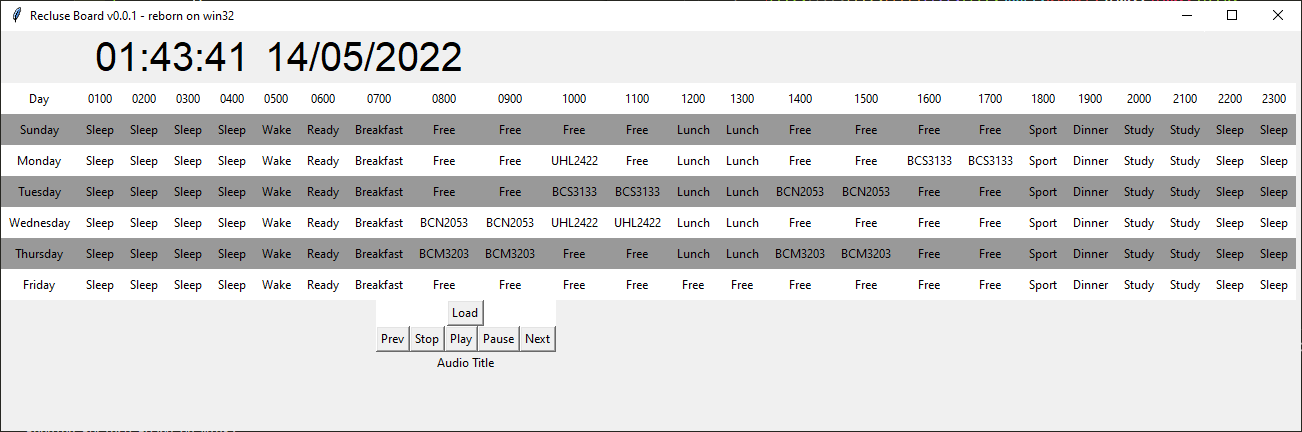 Recluse Board v0.0.1 - reborn on win32
01:43:41 14/05/2022
Day 0100 0200 0300 0400 0500 0600 0700 0800 0900 1000 1100 1200 1300 1400 1500 1600 1700 1800 1900 2000 2100 2200 2300
Sunday Sleep Sleep Sleep Sleep Wake Ready Breakfast Free Free Free Free Lunch Lunch Free Free Free Free Sport Dinner Study Study Sleep Sleep
Monday Sleep Sleep Sleep Sleep Wake Ready Breakfast Free Free UHL2422 Free Lunch Lunch Free Free BCS3133 BCS3133 Sport Dinner Study Study Sleep Sleep
Tuesday Sleep Sleep Sleep Sleep Wake Ready Breakfast Free Free BCS3133 BCS3133 Lunch Lunch BCN2053 BCN2053 Free Free Sport Dinner Study Study Sleep Sleep
Wednesday Sleep Sleep Sleep Sleep Wake Ready Breakfast BCN2053 BCN2053 UHL2422 UHL2422 Lunch Lunch Free Free Free Free Sport Dinner Study Study Sleep Sleep
Thursday Sleep Sleep Sleep Sleep Wake Ready Breakfast BCM3203 BCM3203 Free Free Lunch Lunch BCM3203 BCM3203 Free Free Sport Dinner Study Study Sleep Sleep
Friday Sleep Sleep Sleep Sleep Wake Ready Breakfast Free Free Free Free Free Free Free Free Free Free Sport Dinner Study Study Sleep Sleep
Load
Prev Stop Play Pause Next
Audio Title